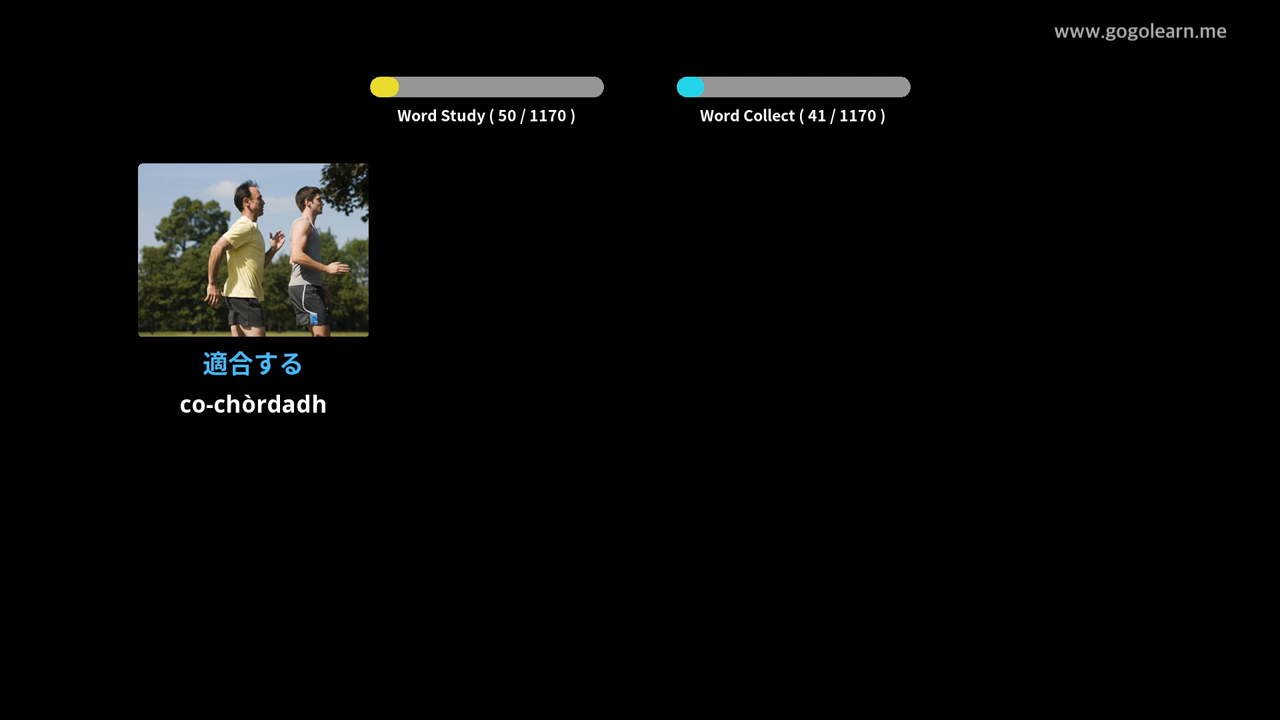 www.gogolearn.me
Word Study ( 50 / 1170 )
Word Collect ( 41 / 1170 )
適合する
co-chòrdadh